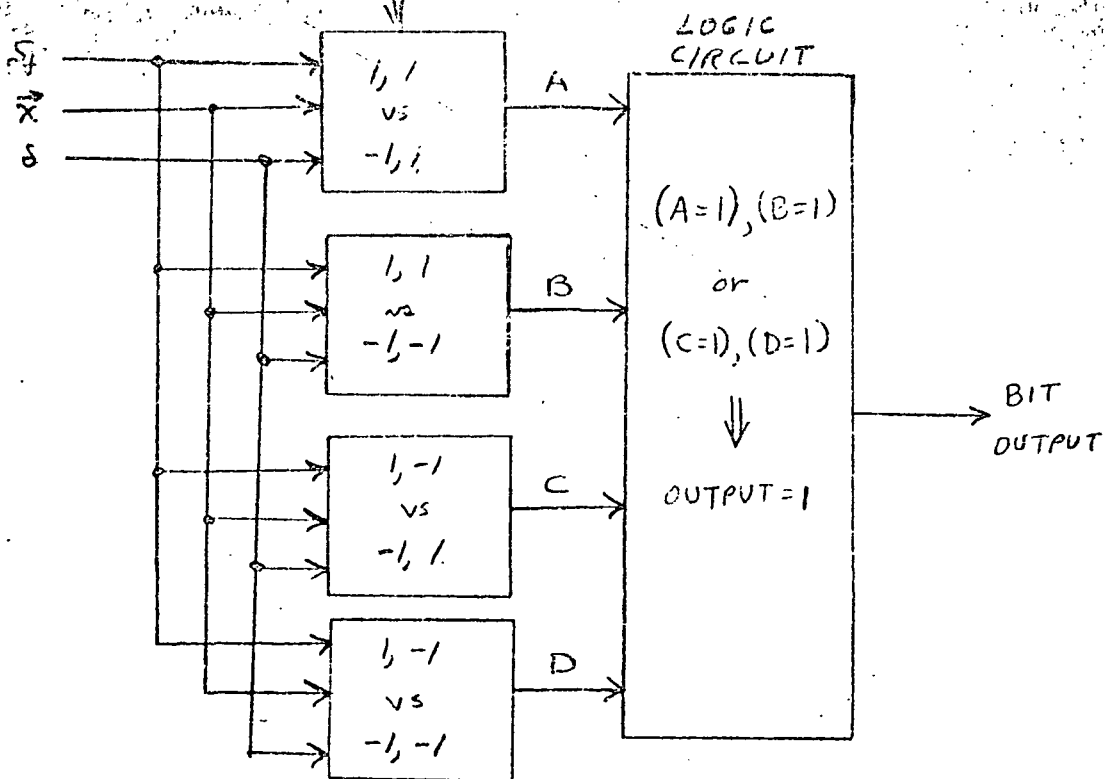 LOGIC
CIRCUIT
x
δ
1, 1
vs
-1, 1
A
1, 1
vs
-1, -1
B
1, -1
vs
-1, 1
C
1, -1
vs
-1, -1
D
(A=1), (B=1)
or
(C=1), (D=1)
⇓
OUTPUT=1
BIT
OUTPUT